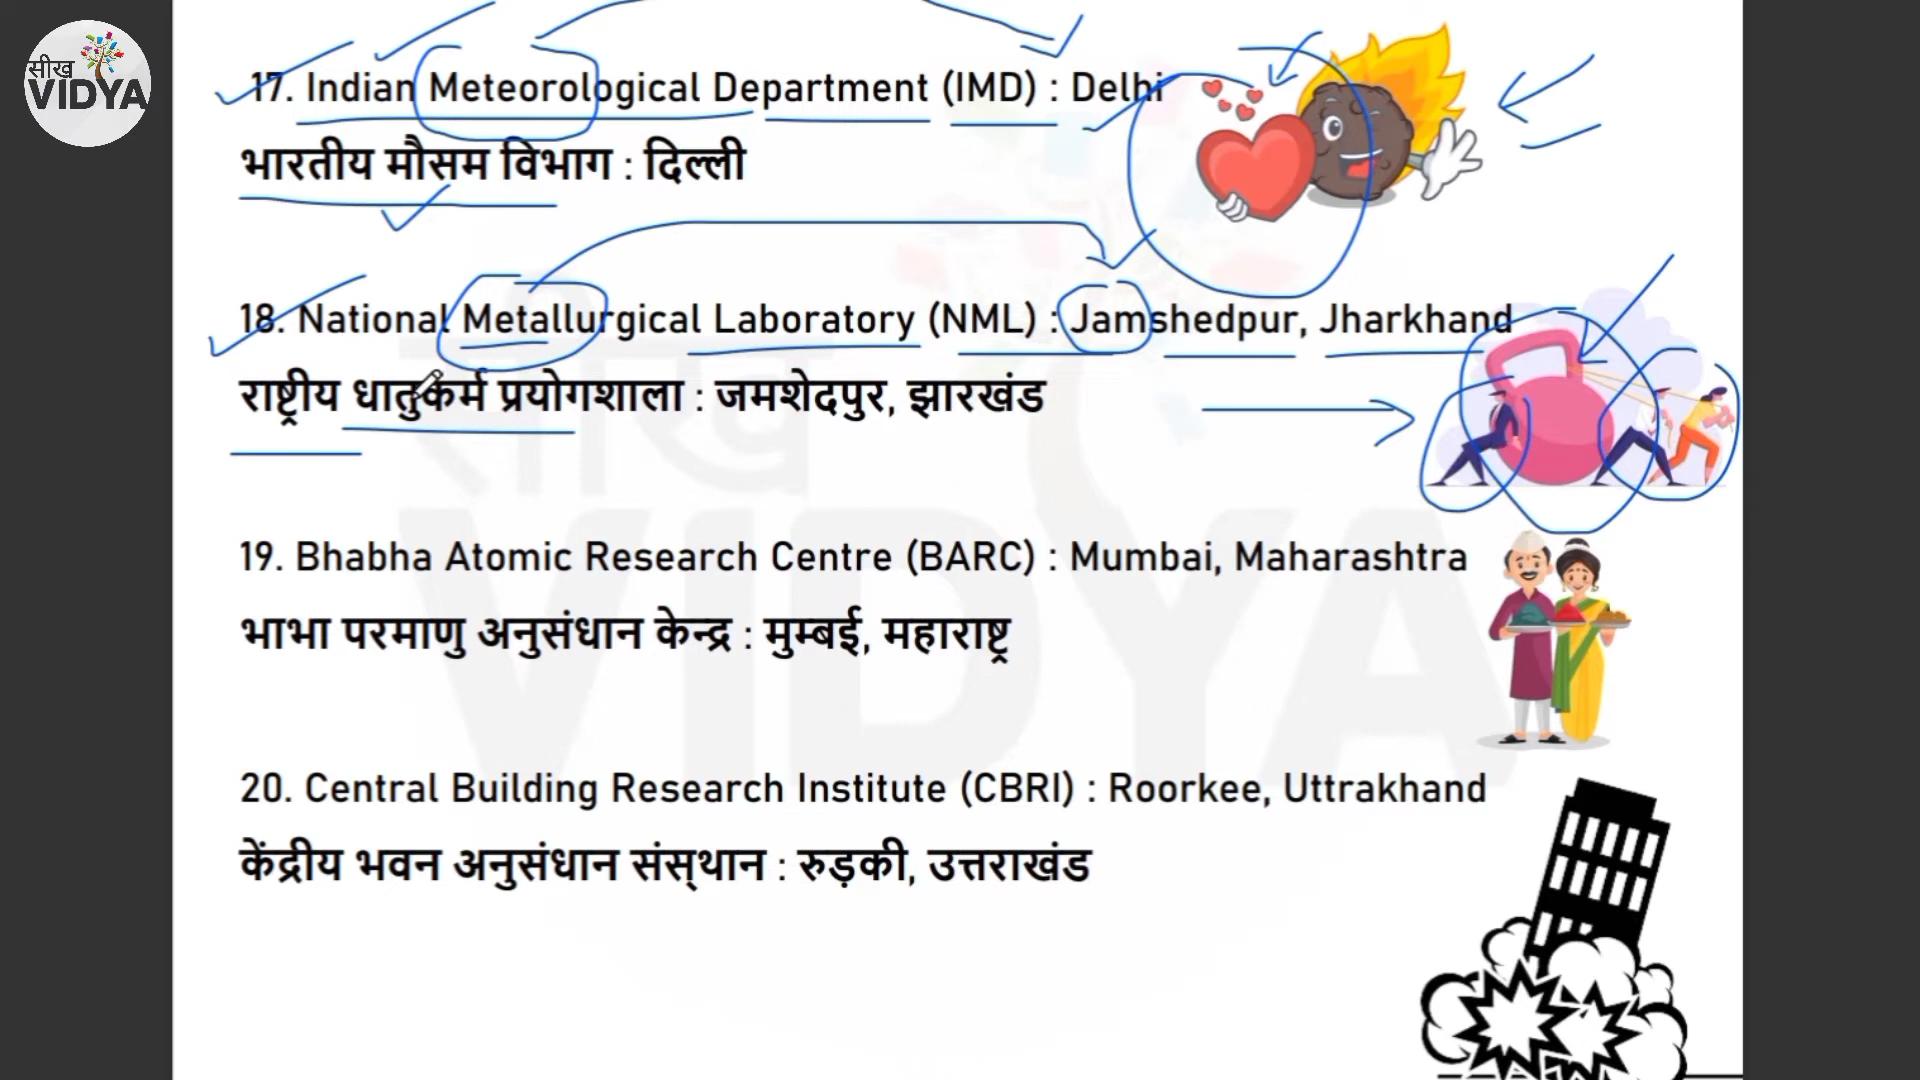 सीख
VIDYA
17. Indian Meteorological Department (IMD) : Delhi
भारतीय मौसम विभाग : दिल्ली
18. National Metallurgical Laboratory (NML) : Jamshedpur, Jharkhand
राष्ट्रीय धातुकर्म प्रयोगशाला : जमशेदपुर, झारखंड
19. Bhabha Atomic Research Centre (BARC) : Mumbai, Maharashtra
भाभा परमाणु अनुसंधान केन्द्र : मुम्बई, महाराष्ट्र
20. Central Building Research Institute (CBRI) : Roorkee, Uttrakhand
केंद्रीय भवन अनुसंधान संस्‌थान : रुड़की, उत्तराखंड
सीख
VIDYA